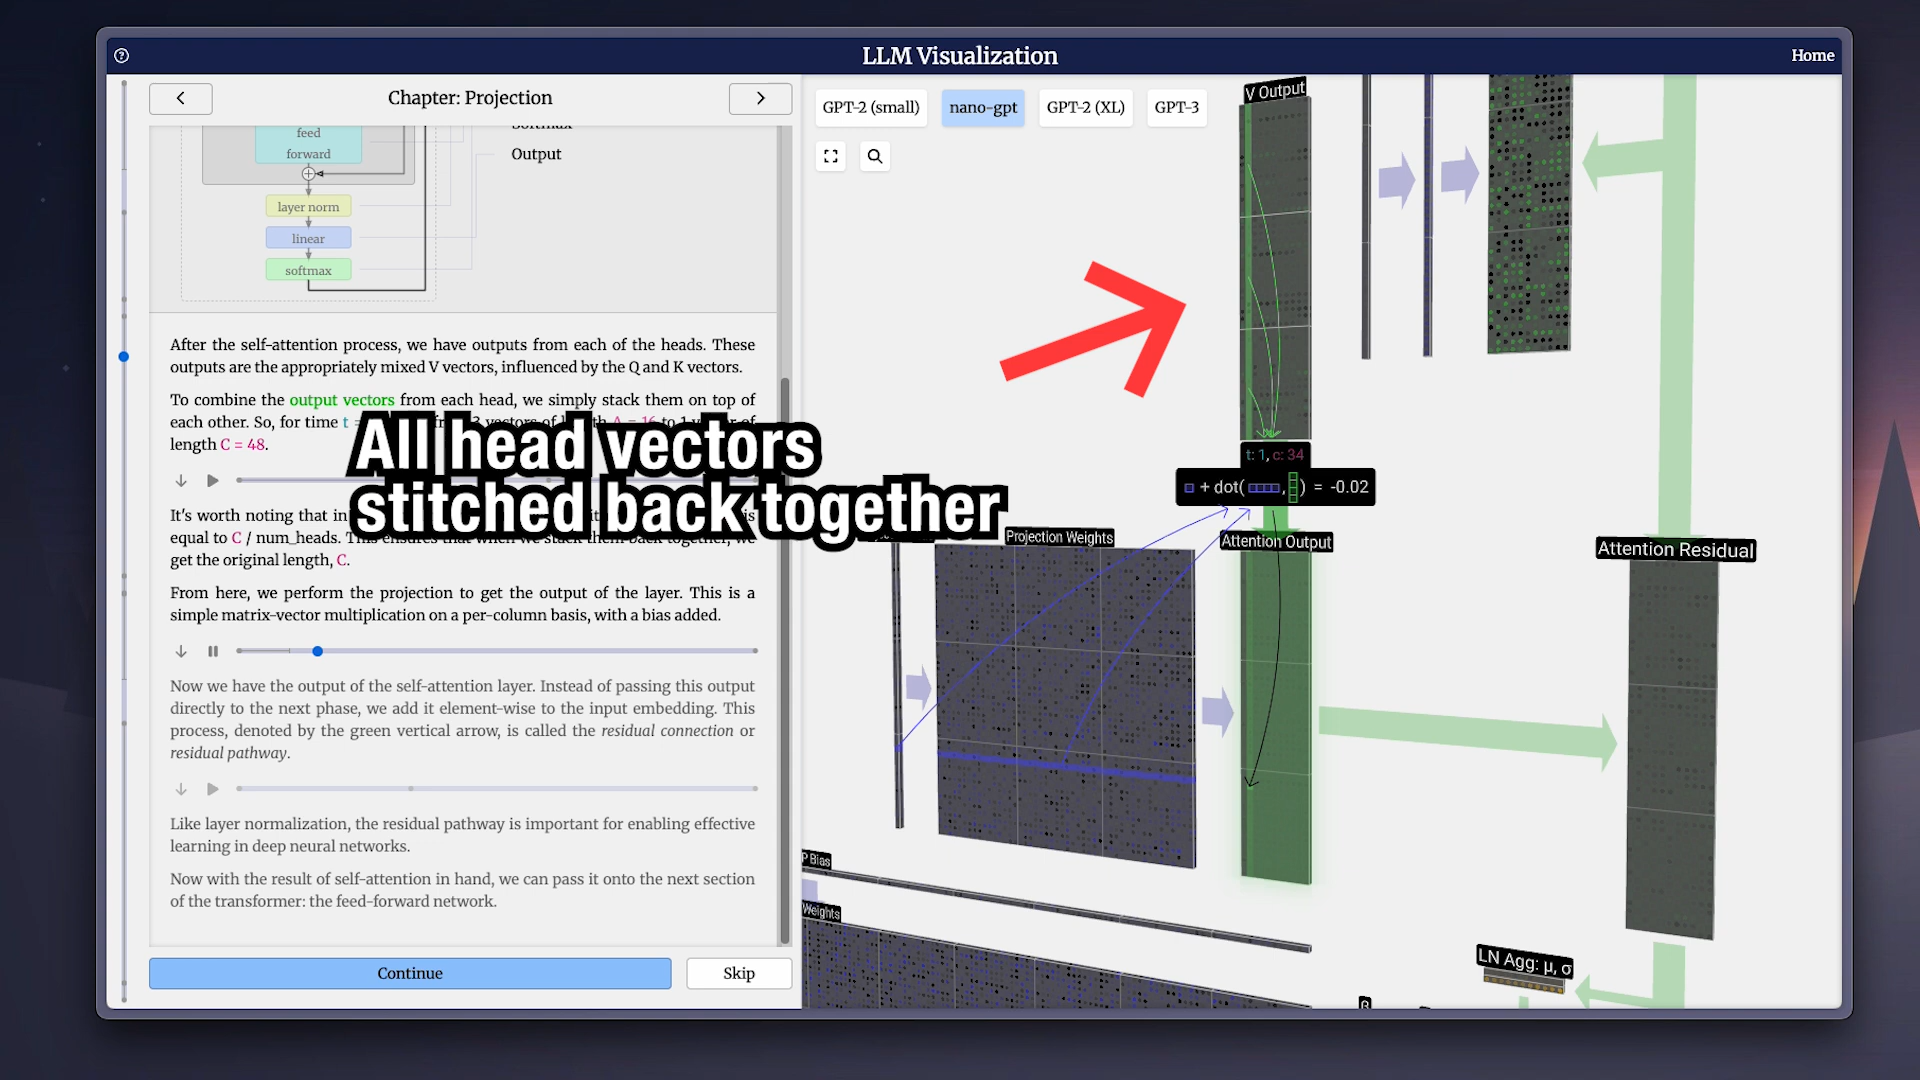 LLM Visualization
Home
Chapter: Projection
feed
forward
layer norm
linear
softmax
Output
GPT-2 (small)
nano-gpt
GPT-2 (XL)
GPT-3
After the self-attention process, we have outputs from each of the heads. These
outputs are the appropriately mixed V vectors, influenced by the Q and K vectors.
To combine the output vectors from each head, we simply stack them on top of
each other. So, for time t =
length C = 48.
All head vectors
stitched back together
It's worth noting that in
equal to C / num_heads. This ensures that when we stack them back together, we
get the original length, C.
From here, we perform the projection to get the output of the layer. This is a
simple matrix-vector multiplication on a per-column basis, with a bias added.
Now we have the output of the self-attention layer. Instead of passing this output
directly to the next phase, we add it element-wise to the input embedding. This
process, denoted by the green vertical arrow, is called the residual connection or
residual pathway.
Like layer normalization, the residual pathway is important for enabling effective
learning in deep neural networks.
Now with the result of self-attention in hand, we can pass it onto the next section
of the transformer: the feed-forward network.
Continue
Skip
V Output
t: 1, c: 34
+ dot( , ) = -0.02
Projection Weights
Attention Output
Attention Residual
P Bias
Weights
LN Agg: μ, σ